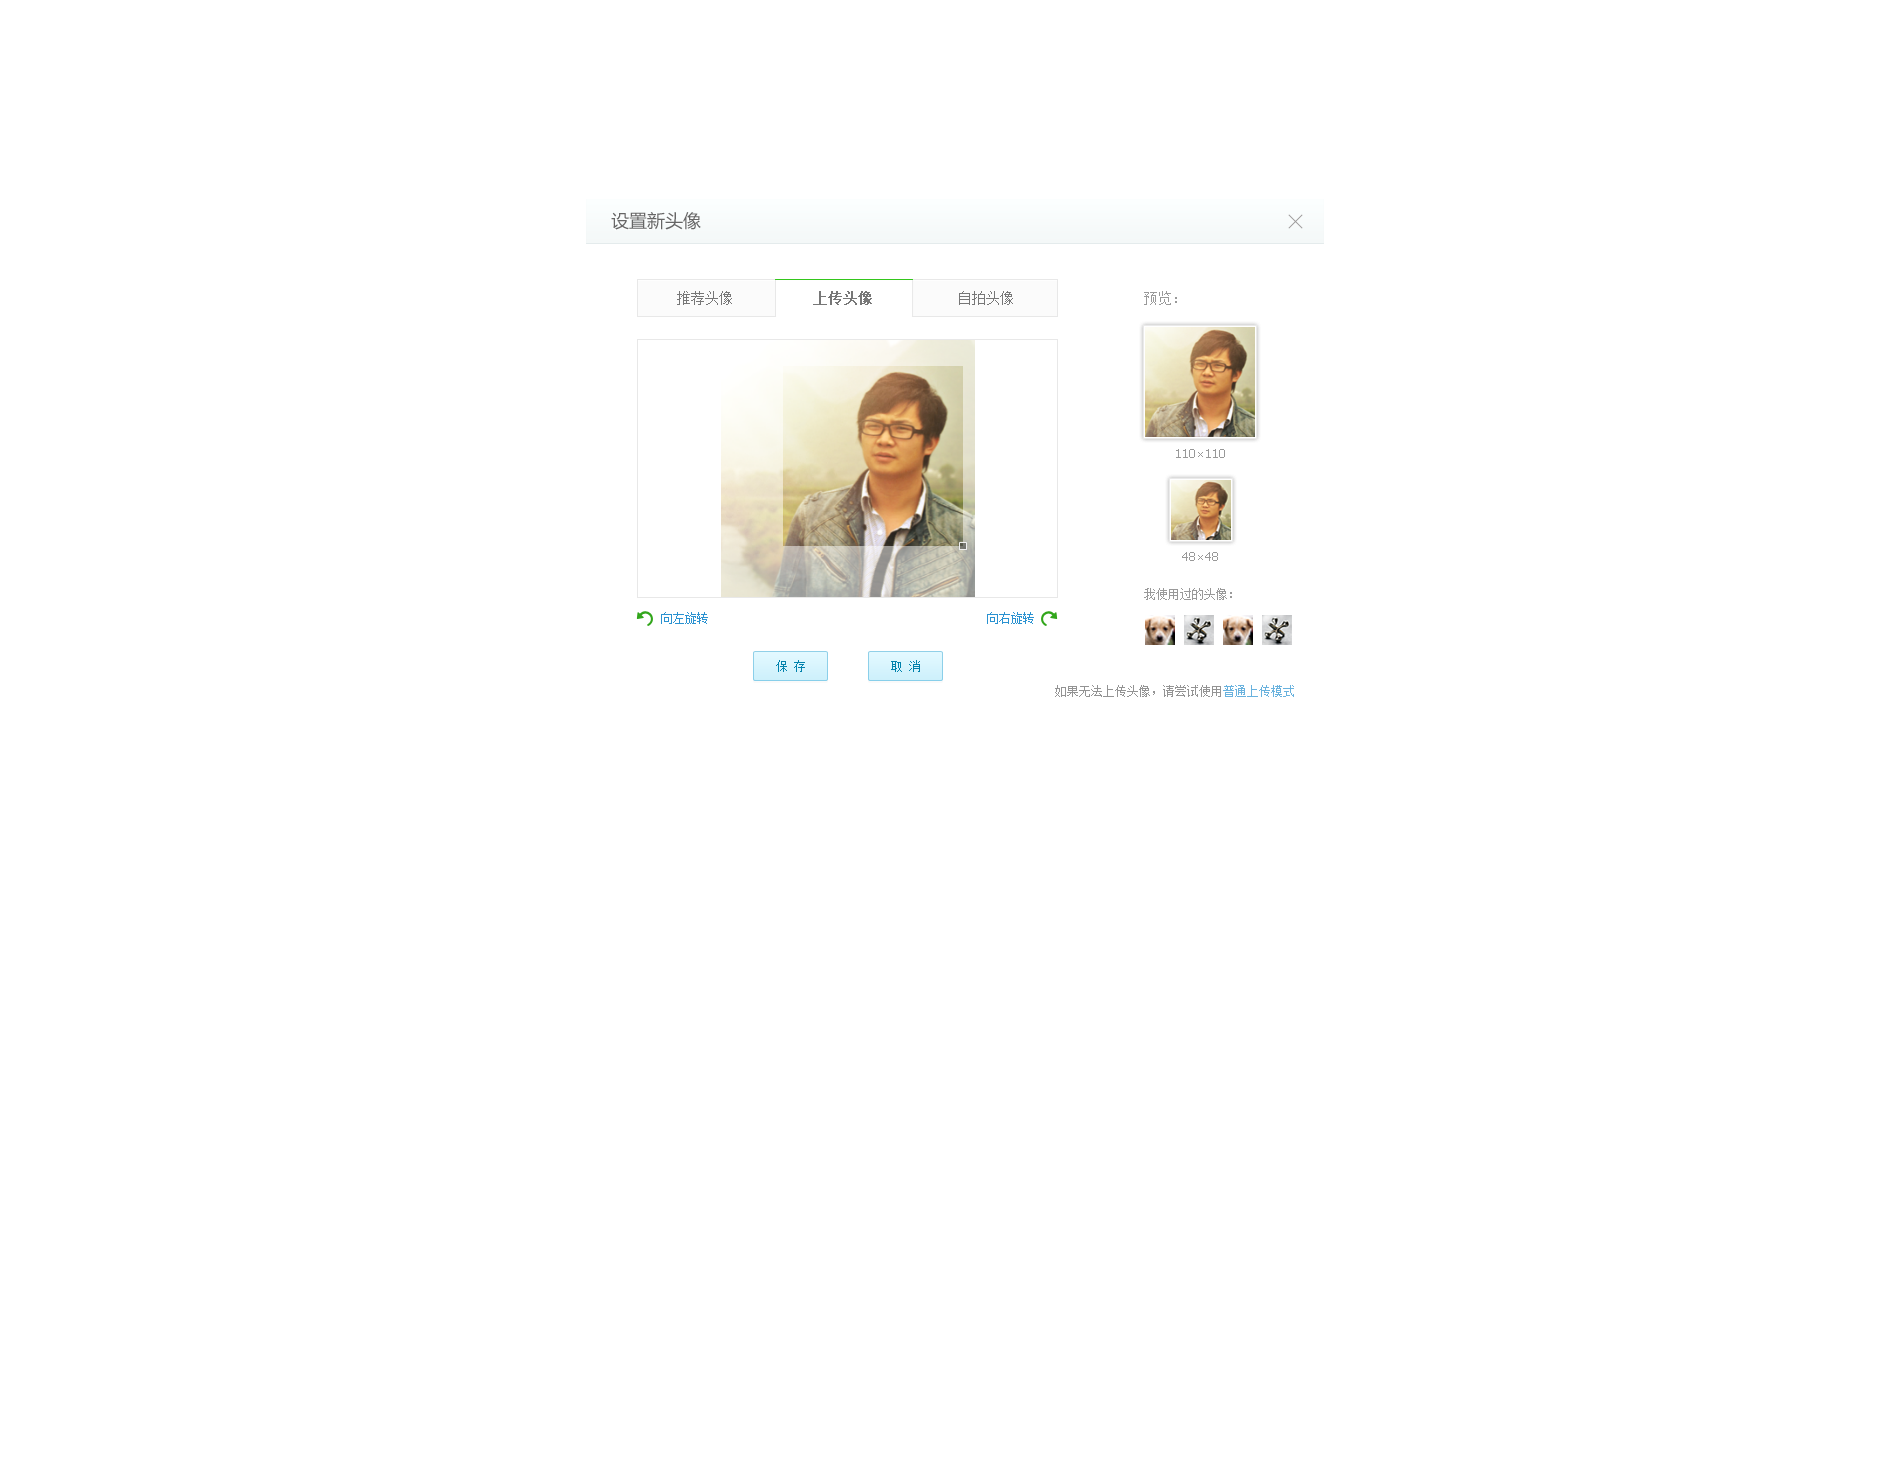 设置新头像
推荐头像
上传头像
自拍头像
预览：
110×110
48×48
我使用过的头像：
向左旋转
向右旋转
保 存
取 消
如果无法上传头像，请尝试使用普通上传模式